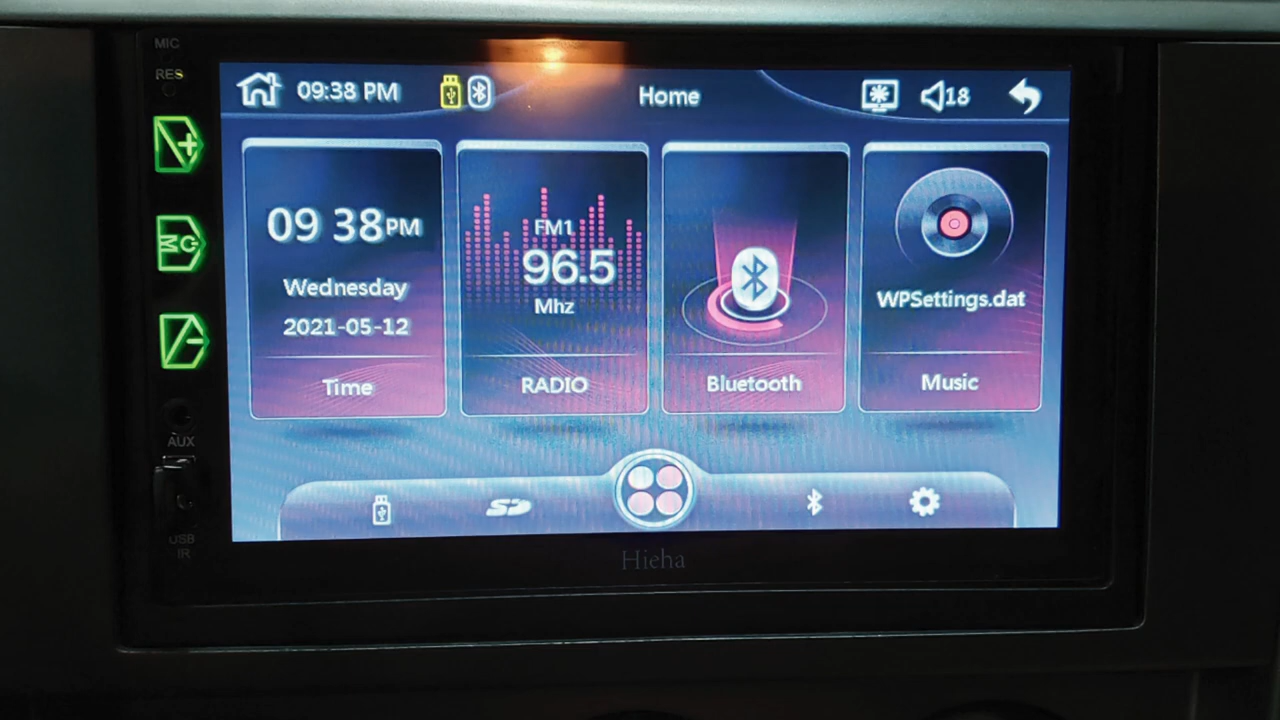 MIC
RES
09:38 PM
Home
18
09 38PM
Wednesday
2021-05-12
Time
FM1
96.5
Mhz
RADIO
Bluetooth
WPSettings.dat
Music
AUX
USB
IR
SD
Hieha